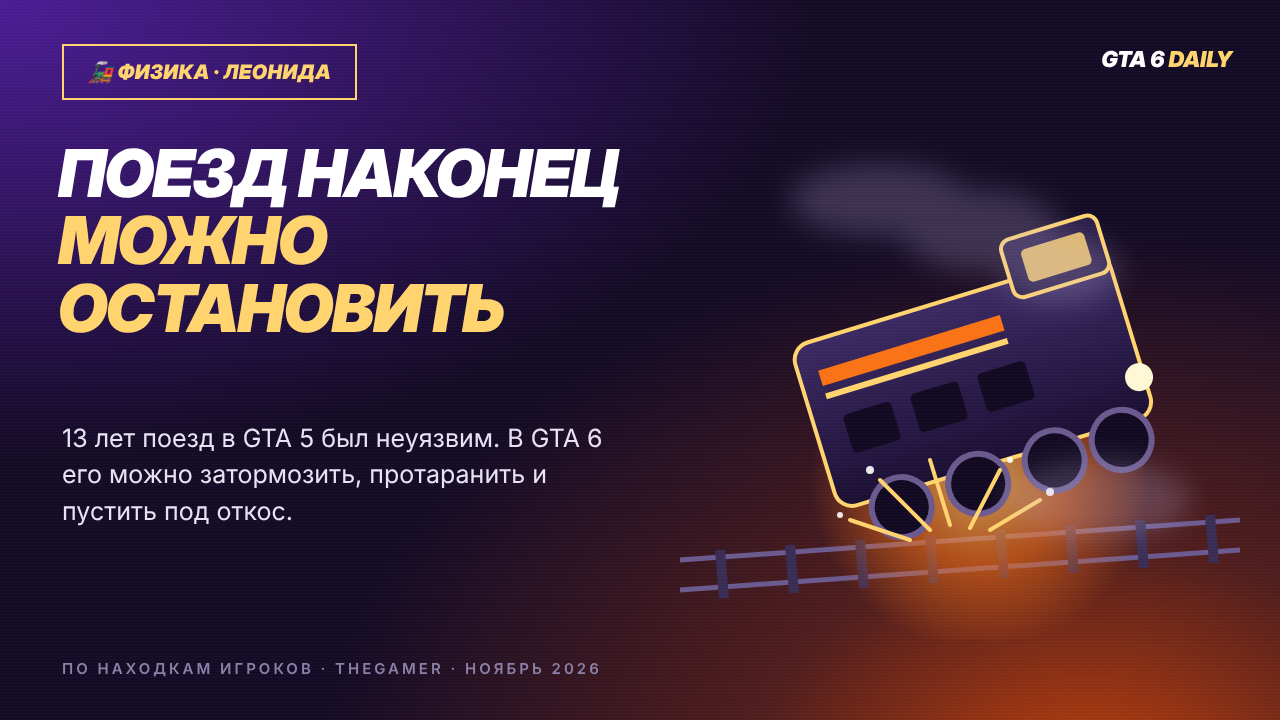 🚂 ФИЗИКА · ЛЕОНИДА
GTA 6 DAILY
ПОЕЗД НАКОНЕЦ
МОЖНО
ОСТАНОВИТЬ
13 лет поезд в GTA 5 был неуязвим. В GTA 6
его можно затормозить, протаранить и
пустить под откос.
ПО НАХОДКАМ ИГРОКОВ · THEGAMER · НОЯБРЬ 2026